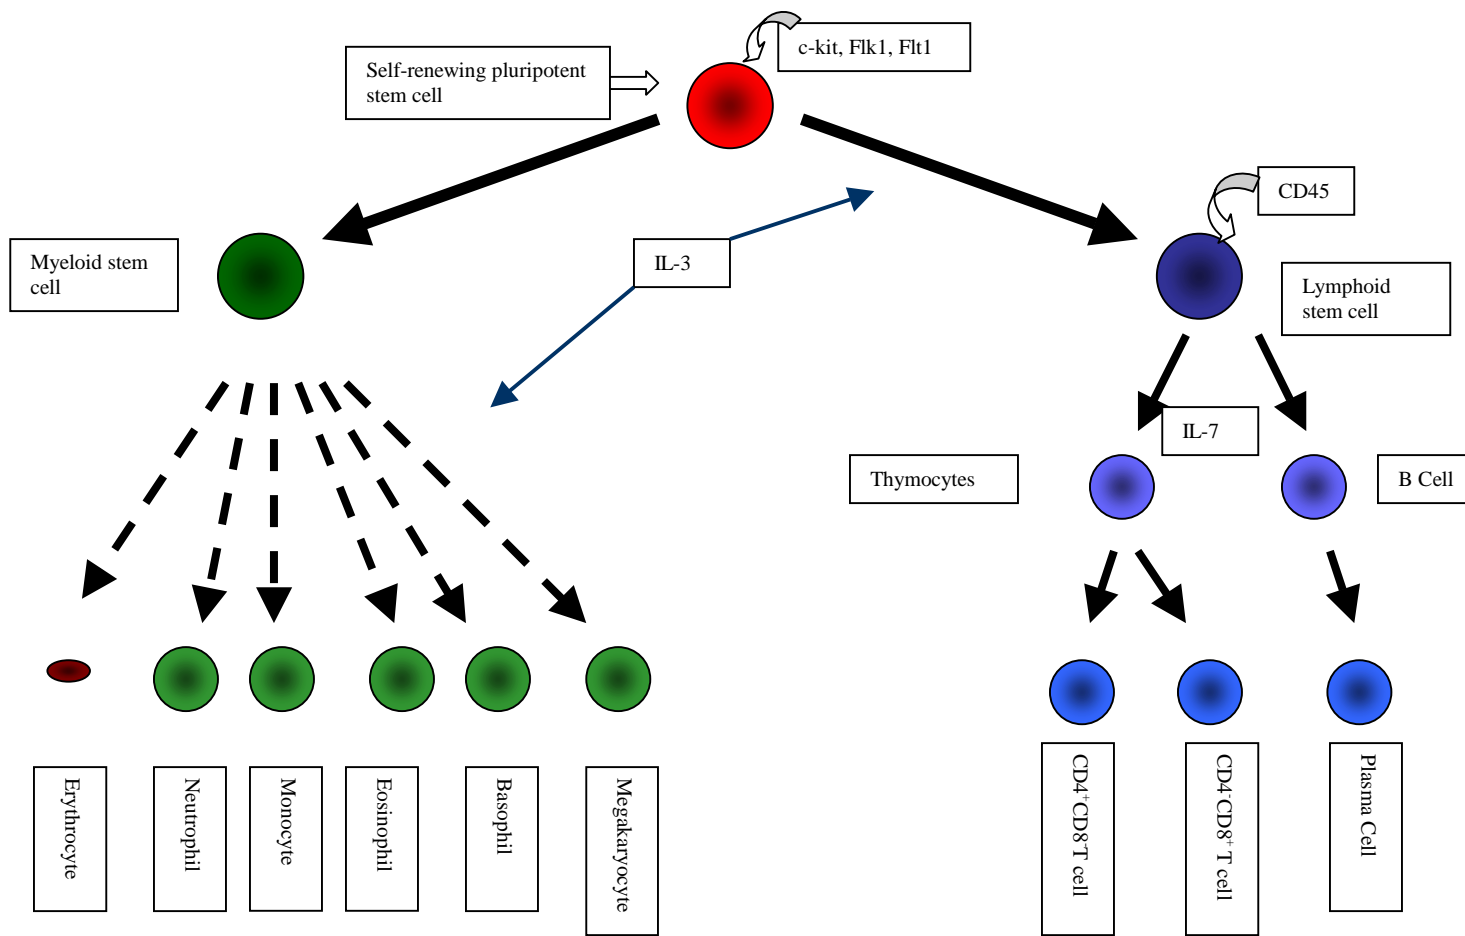 c-kit, Flk1, Flt1
Self-renewing pluripotent
stem cell
CD45
Myeloid stem
cell
IL-3
Lymphoid
stem cell
IL-7
Thymocytes
B Cell
Erythrocyte
Neutrophil
Monocyte
Eosinophil
Basophil
Megakaryocyte
CD4⁺CD8⁻T cell
CD4⁻CD8⁺ T cell
Plasma Cell